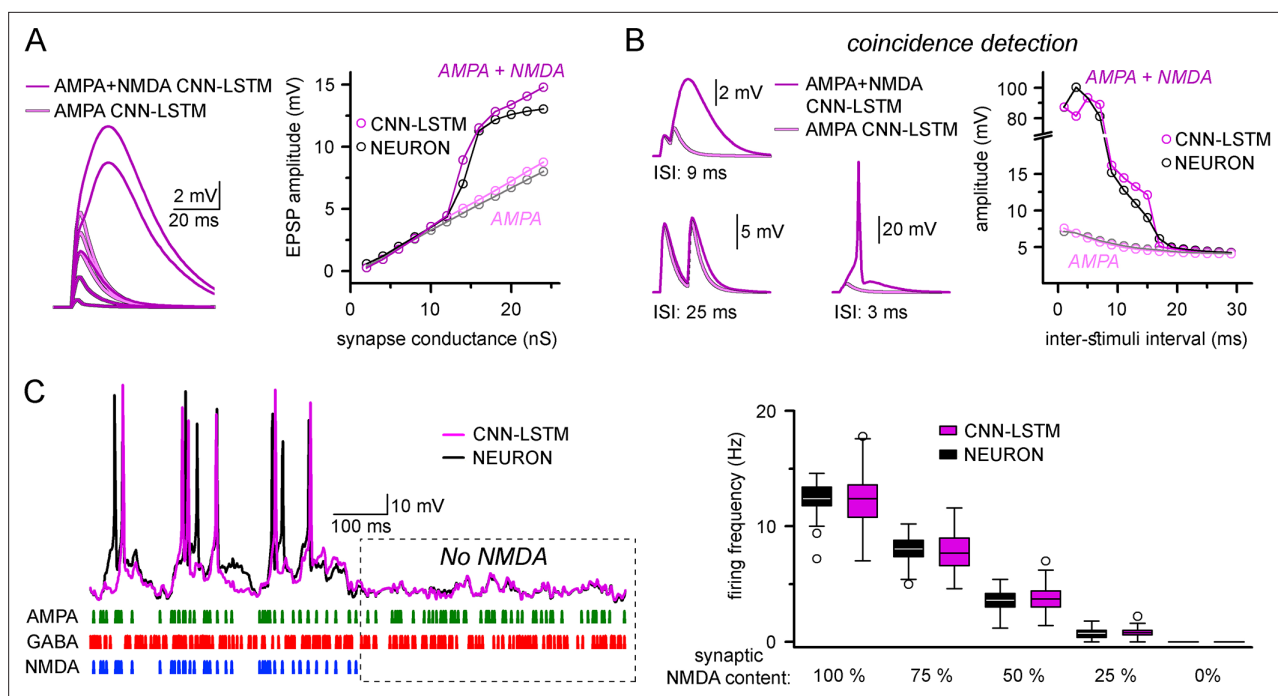 A
AMPA+NMDA CNN-LSTM
AMPA CNN-LSTM
2 mV
20 ms
EPSP amplitude (mV)
15
10
5
0
AMPA + NMDA
CNN-LSTM
NEURON
AMPA
0
10
20
synapse conductance (nS)
B
coincidence detection
2 mV
AMPA+NMDA
CNN-LSTM
AMPA CNN-LSTM
ISI: 9 ms
5 mV
ISI: 25 ms
20 mV
ISI: 3 ms
amplitude (mV)
100
80
15
10
5
AMPA + NMDA
CNN-LSTM
NEURON
AMPA
0
10
20
30
inter-stimuli interval (ms)
C
CNN-LSTM
NEURON
10 mV
100 ms
No NMDA
AMPA
GABA
NMDA
firing frequency (Hz)
20
10
0
CNN-LSTM
NEURON
synaptic
NMDA content:
100 %
75 %
50 %
25 %
0%